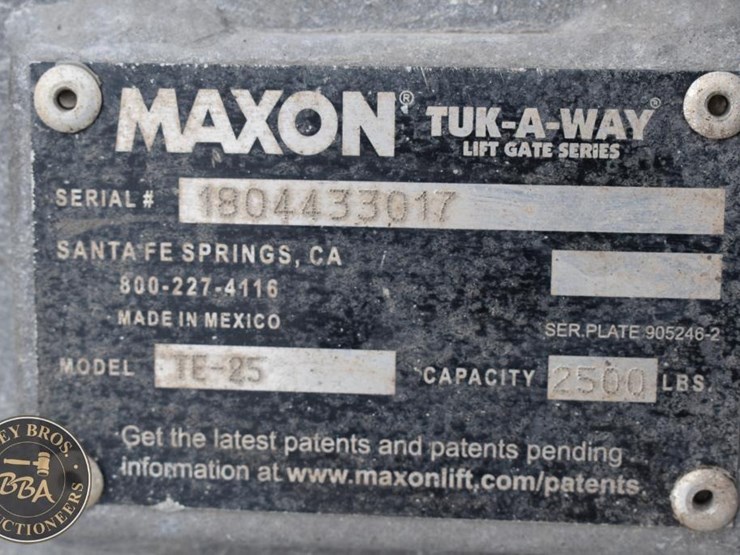 MAXON®
TUK-A-WAY®
LIFT GATE SERIES
SERIAL # 1804433017
SANTA FE SPRINGS, CA
800-227-4116
MADE IN MEXICO
SER.PLATE 905246-2
MODEL TE-25 CAPACITY 2500 LBS.
Get the latest patents and patents pending
information at www.maxonlift.com/patents.
BROS.
BBA